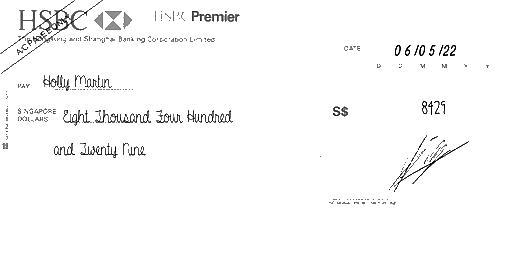 HSBC HSBC Premier
The Hongkong and Shanghai Banking Corporation Limited
A/C PAYEE ONLY
DATE 06/05/22
D D M M Y Y
PAY Holly Martin
SINGAPORE DOLLARS Eight Thousand Four Hundred
and Twenty Nine
S$ 8429